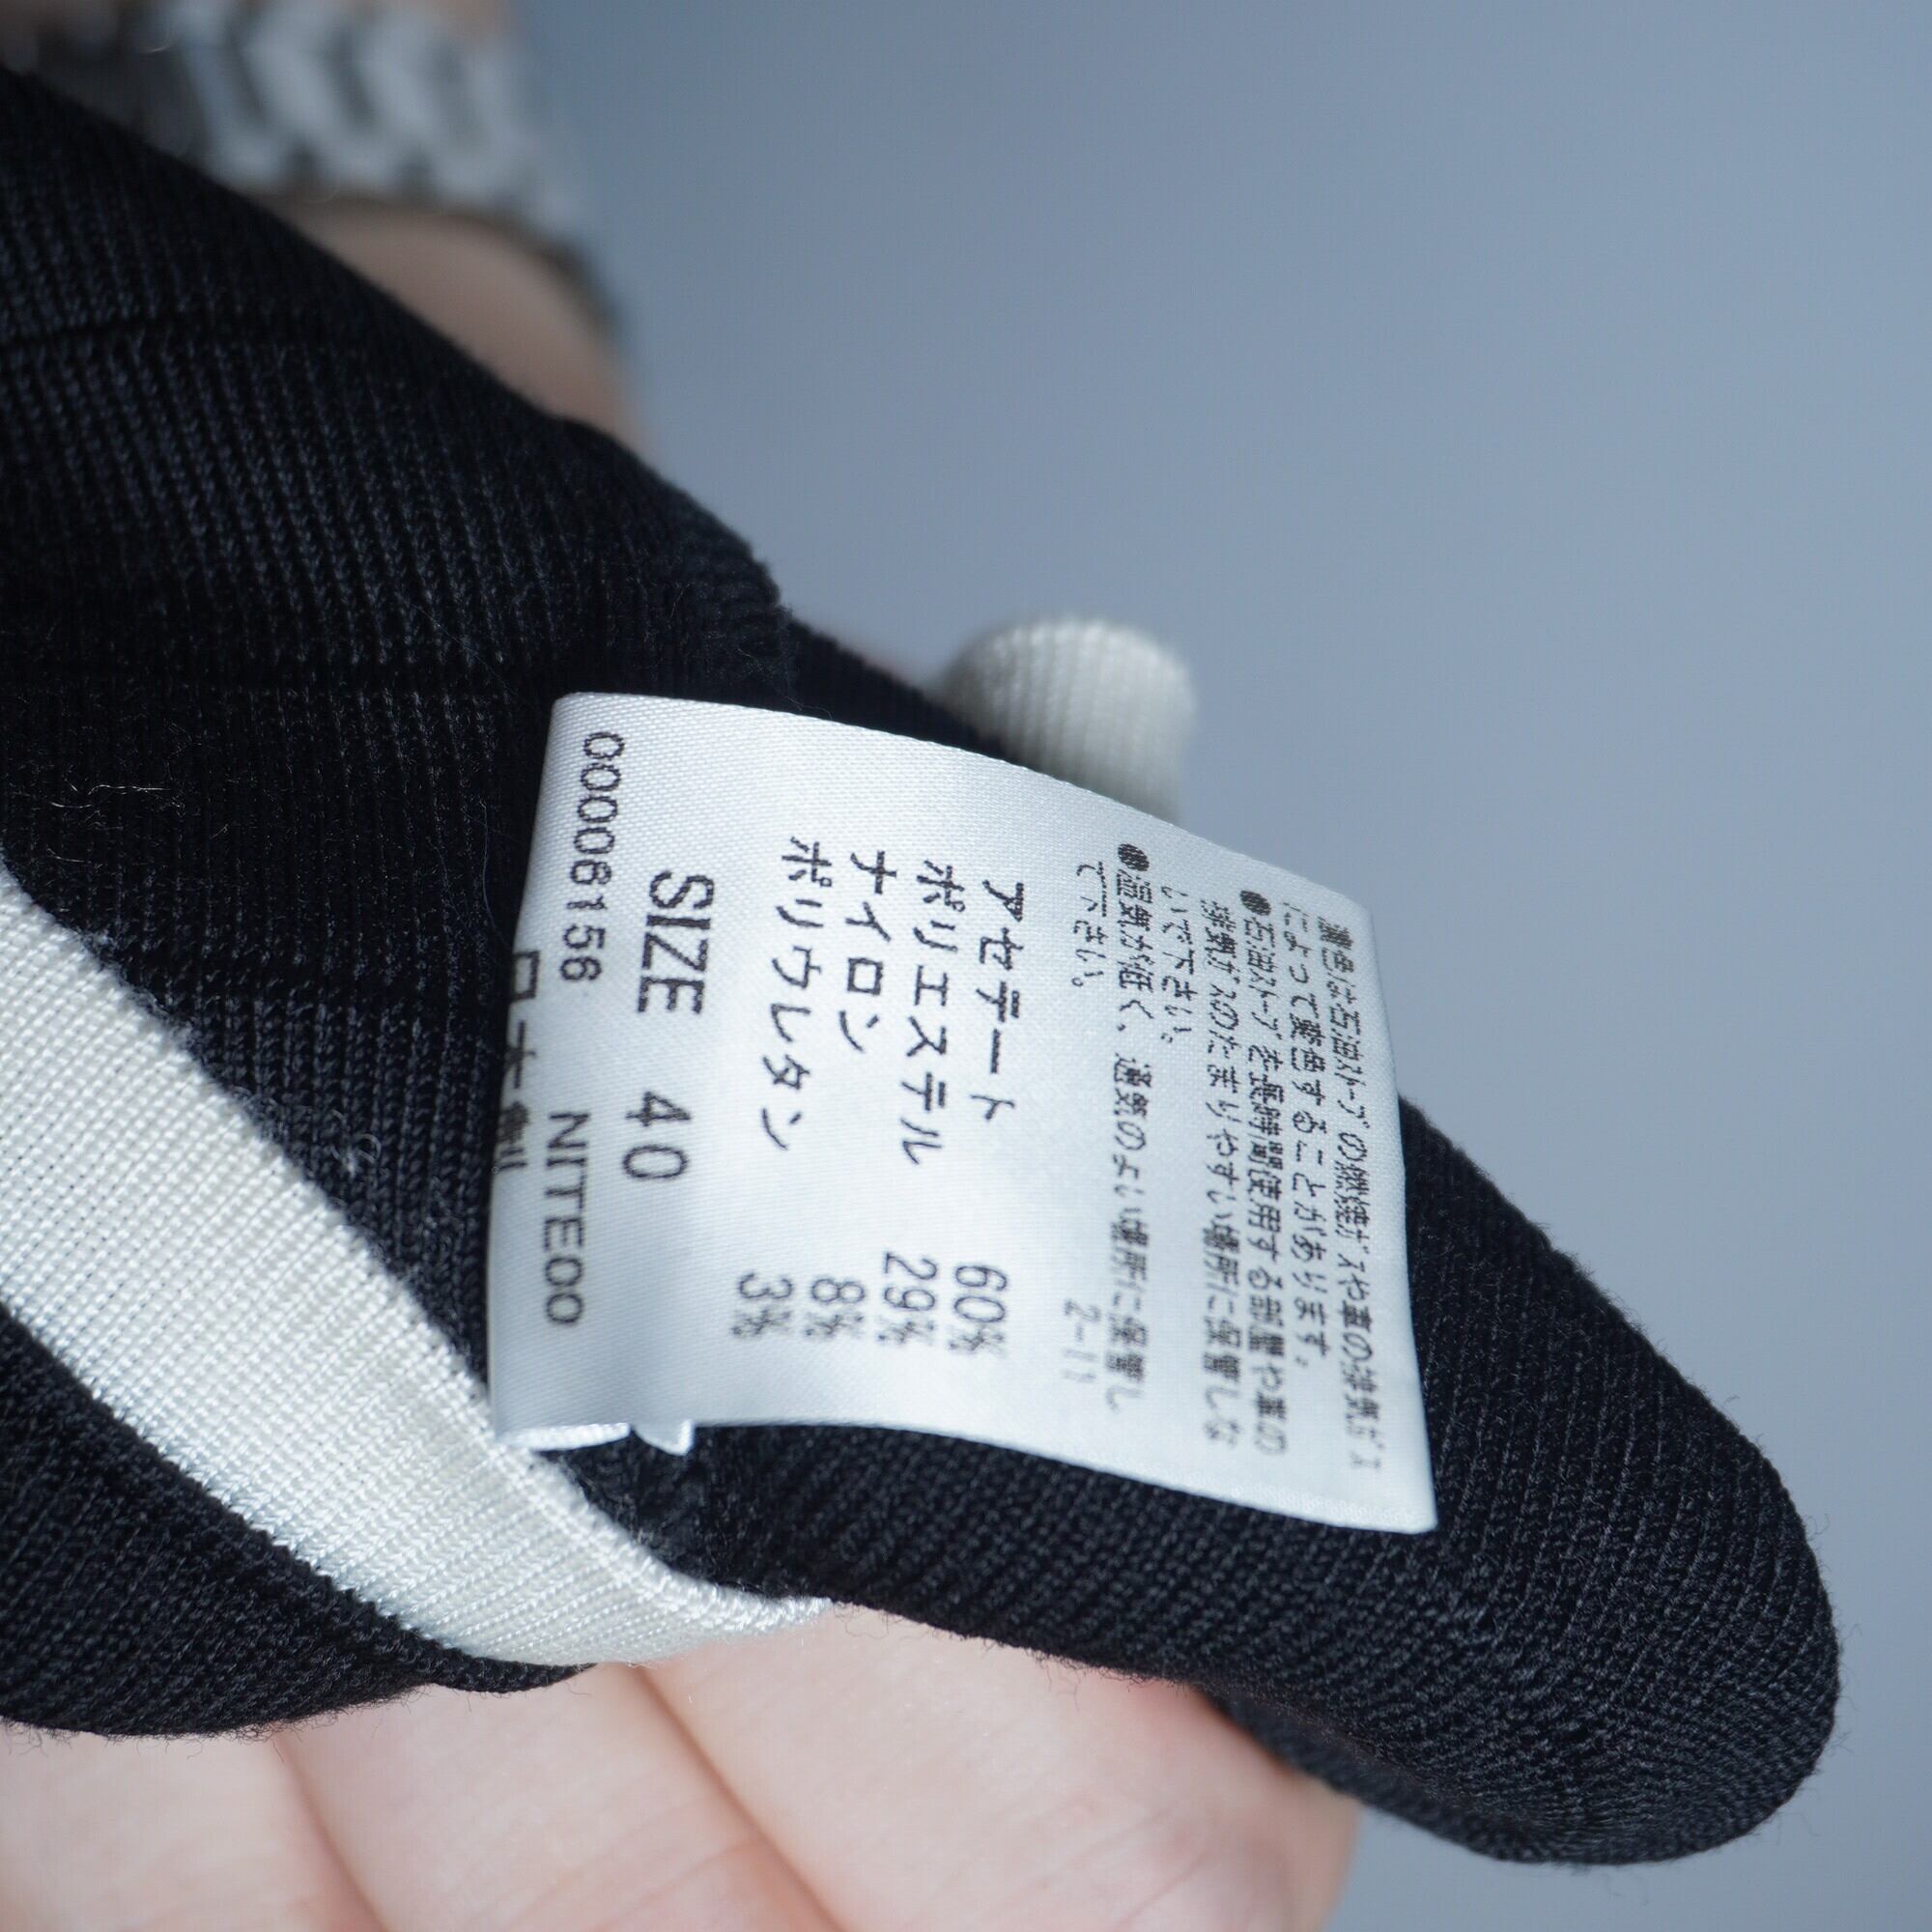 濃色は石油ストーブの燃焼ガスや車の排気ガス
によって変色することがあります。
●石油ストーブを長時間使用する部屋や車の
排気ガスのたまりやすい場所に保管しな
いで下さい。
●湿気が低く、通気のよい場所に保管し
て下さい。
2-11
アセテート 60%
ポリエステル 29%
ナイロン 8%
ポリウレタン 3%
SIZE 40
00006156 NITE00
日本製